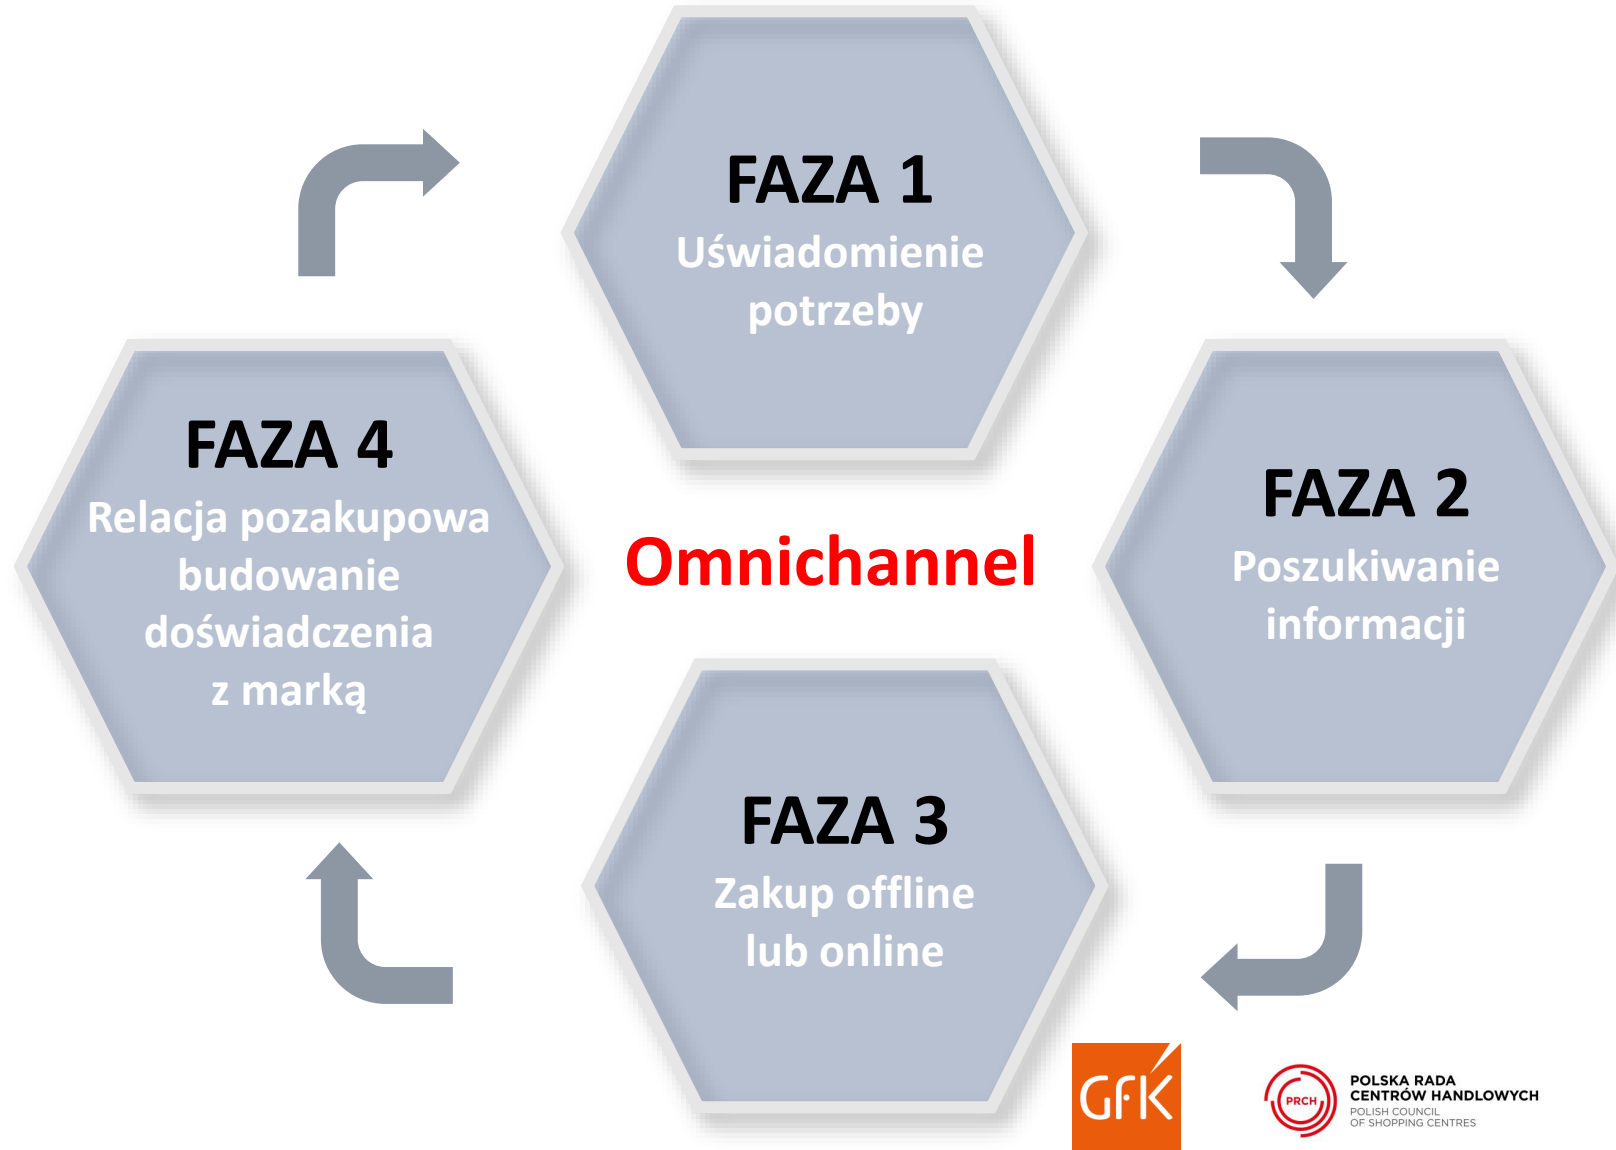 FAZA 1
Uświadomienie
potrzeby
FAZA 2
Poszukiwanie
informacji
FAZA 3
Zakup offline
lub online
FAZA 4
Relacja pozakupowa
budowanie
doświadczenia
z marką
Omnichannel
GfK
PRCH
POLSKA RADA
CENTRÓW HANDLOWYCH
POLISH COUNCIL
OF SHOPPING CENTRES